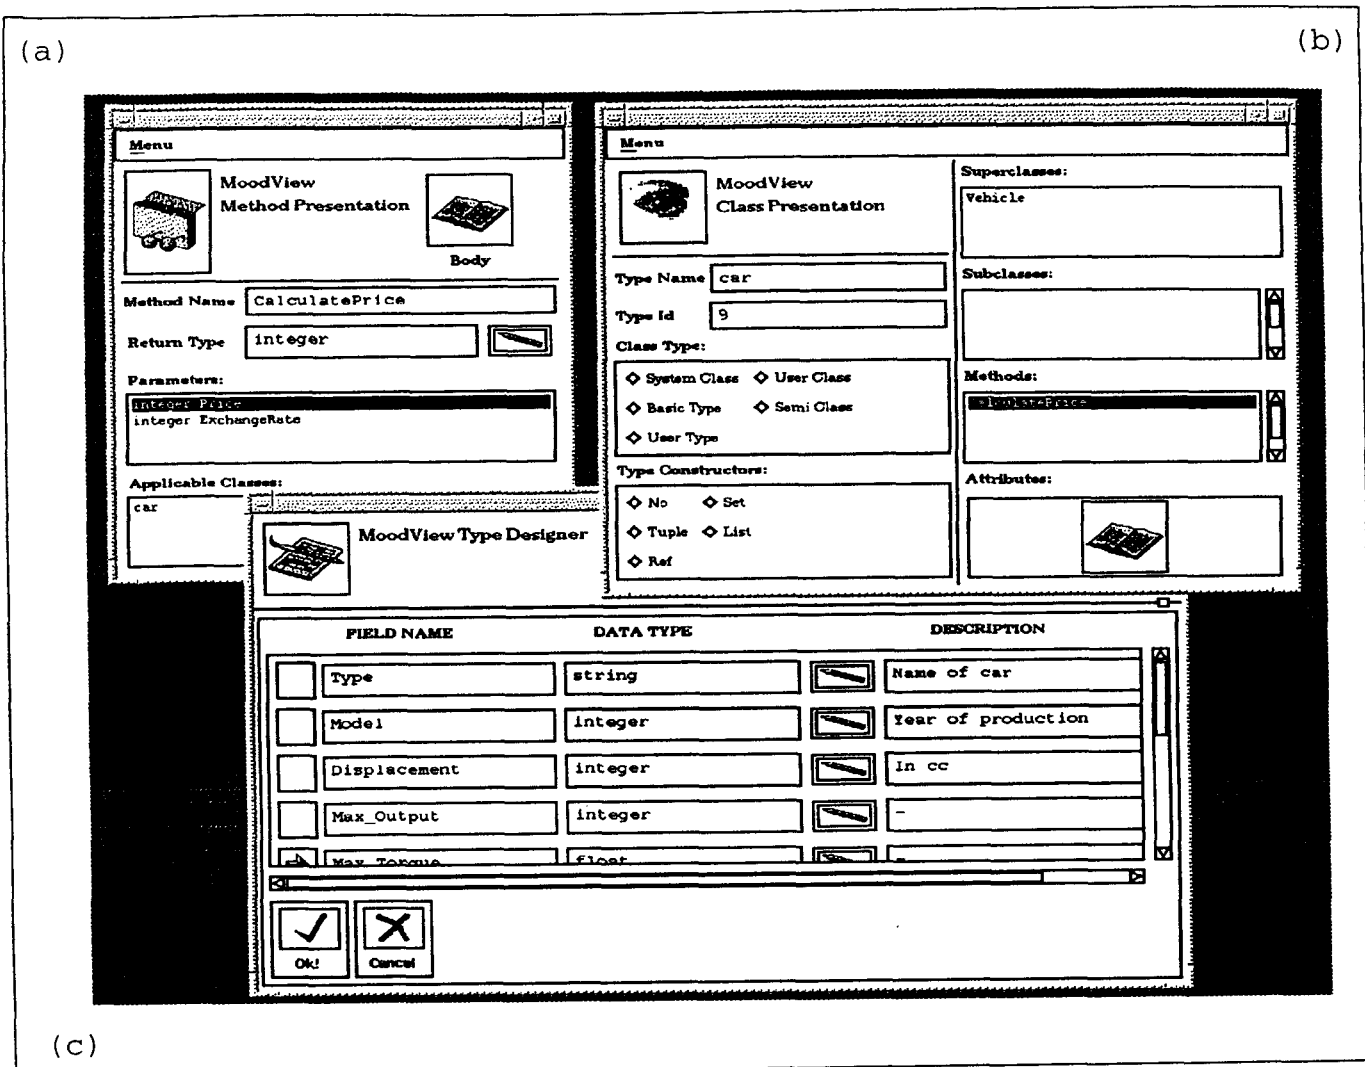 (a)
(b)
Menu
MoodView
Method Presentation
Body
Method Name
CalculatePrice
Return Type
integer
Parameters:
integer Price
integer ExchangeRate
Applicable Classes:
car
Menu
MoodView
Class Presentation
Type Name
car
Type Id
9
Class Type:
System Class
User Class
Basic Type
Semi Class
User Type
Type Constructors:
No
Set
Tuple
List
Ref
Superclasses:
Vehicle
Subclasses:
Methods:
CalculatePrice
Attributes:
MoodView Type Designer
FIELD NAME DATA TYPE DESCRIPTION
Type string Name of car
Model integer Year of production
Displacement integer In cc
Max_Output integer -
Max_Torque float -
Ok!
Cancel
(c)